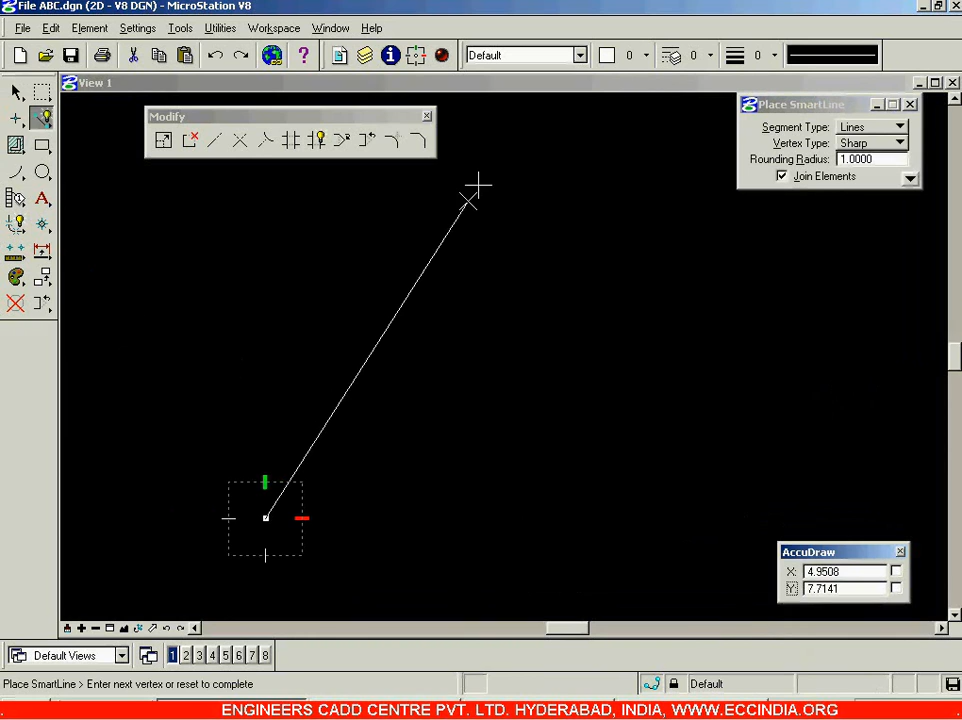 File ABC.dgn (2D - V8 DGN) - MicroStation V8
File Edit Element Settings Tools Utilities Workspace Window Help
Default 0 0 0
View 1
Modify
Place SmartLine
Segment Type: Lines
Vertex Type: Sharp
Rounding Radius: 1.0000
Join Elements
AccuDraw
X: 4.9508
Y: 7.7141
Default Views 1 2 3 4 5 6 7 8
Place SmartLine > Enter next vertex or reset to complete Default
ENGINEERS CADD CENTRE PVT. LTD. HYDERABAD, INDIA, WWW.ECCINDIA.ORG